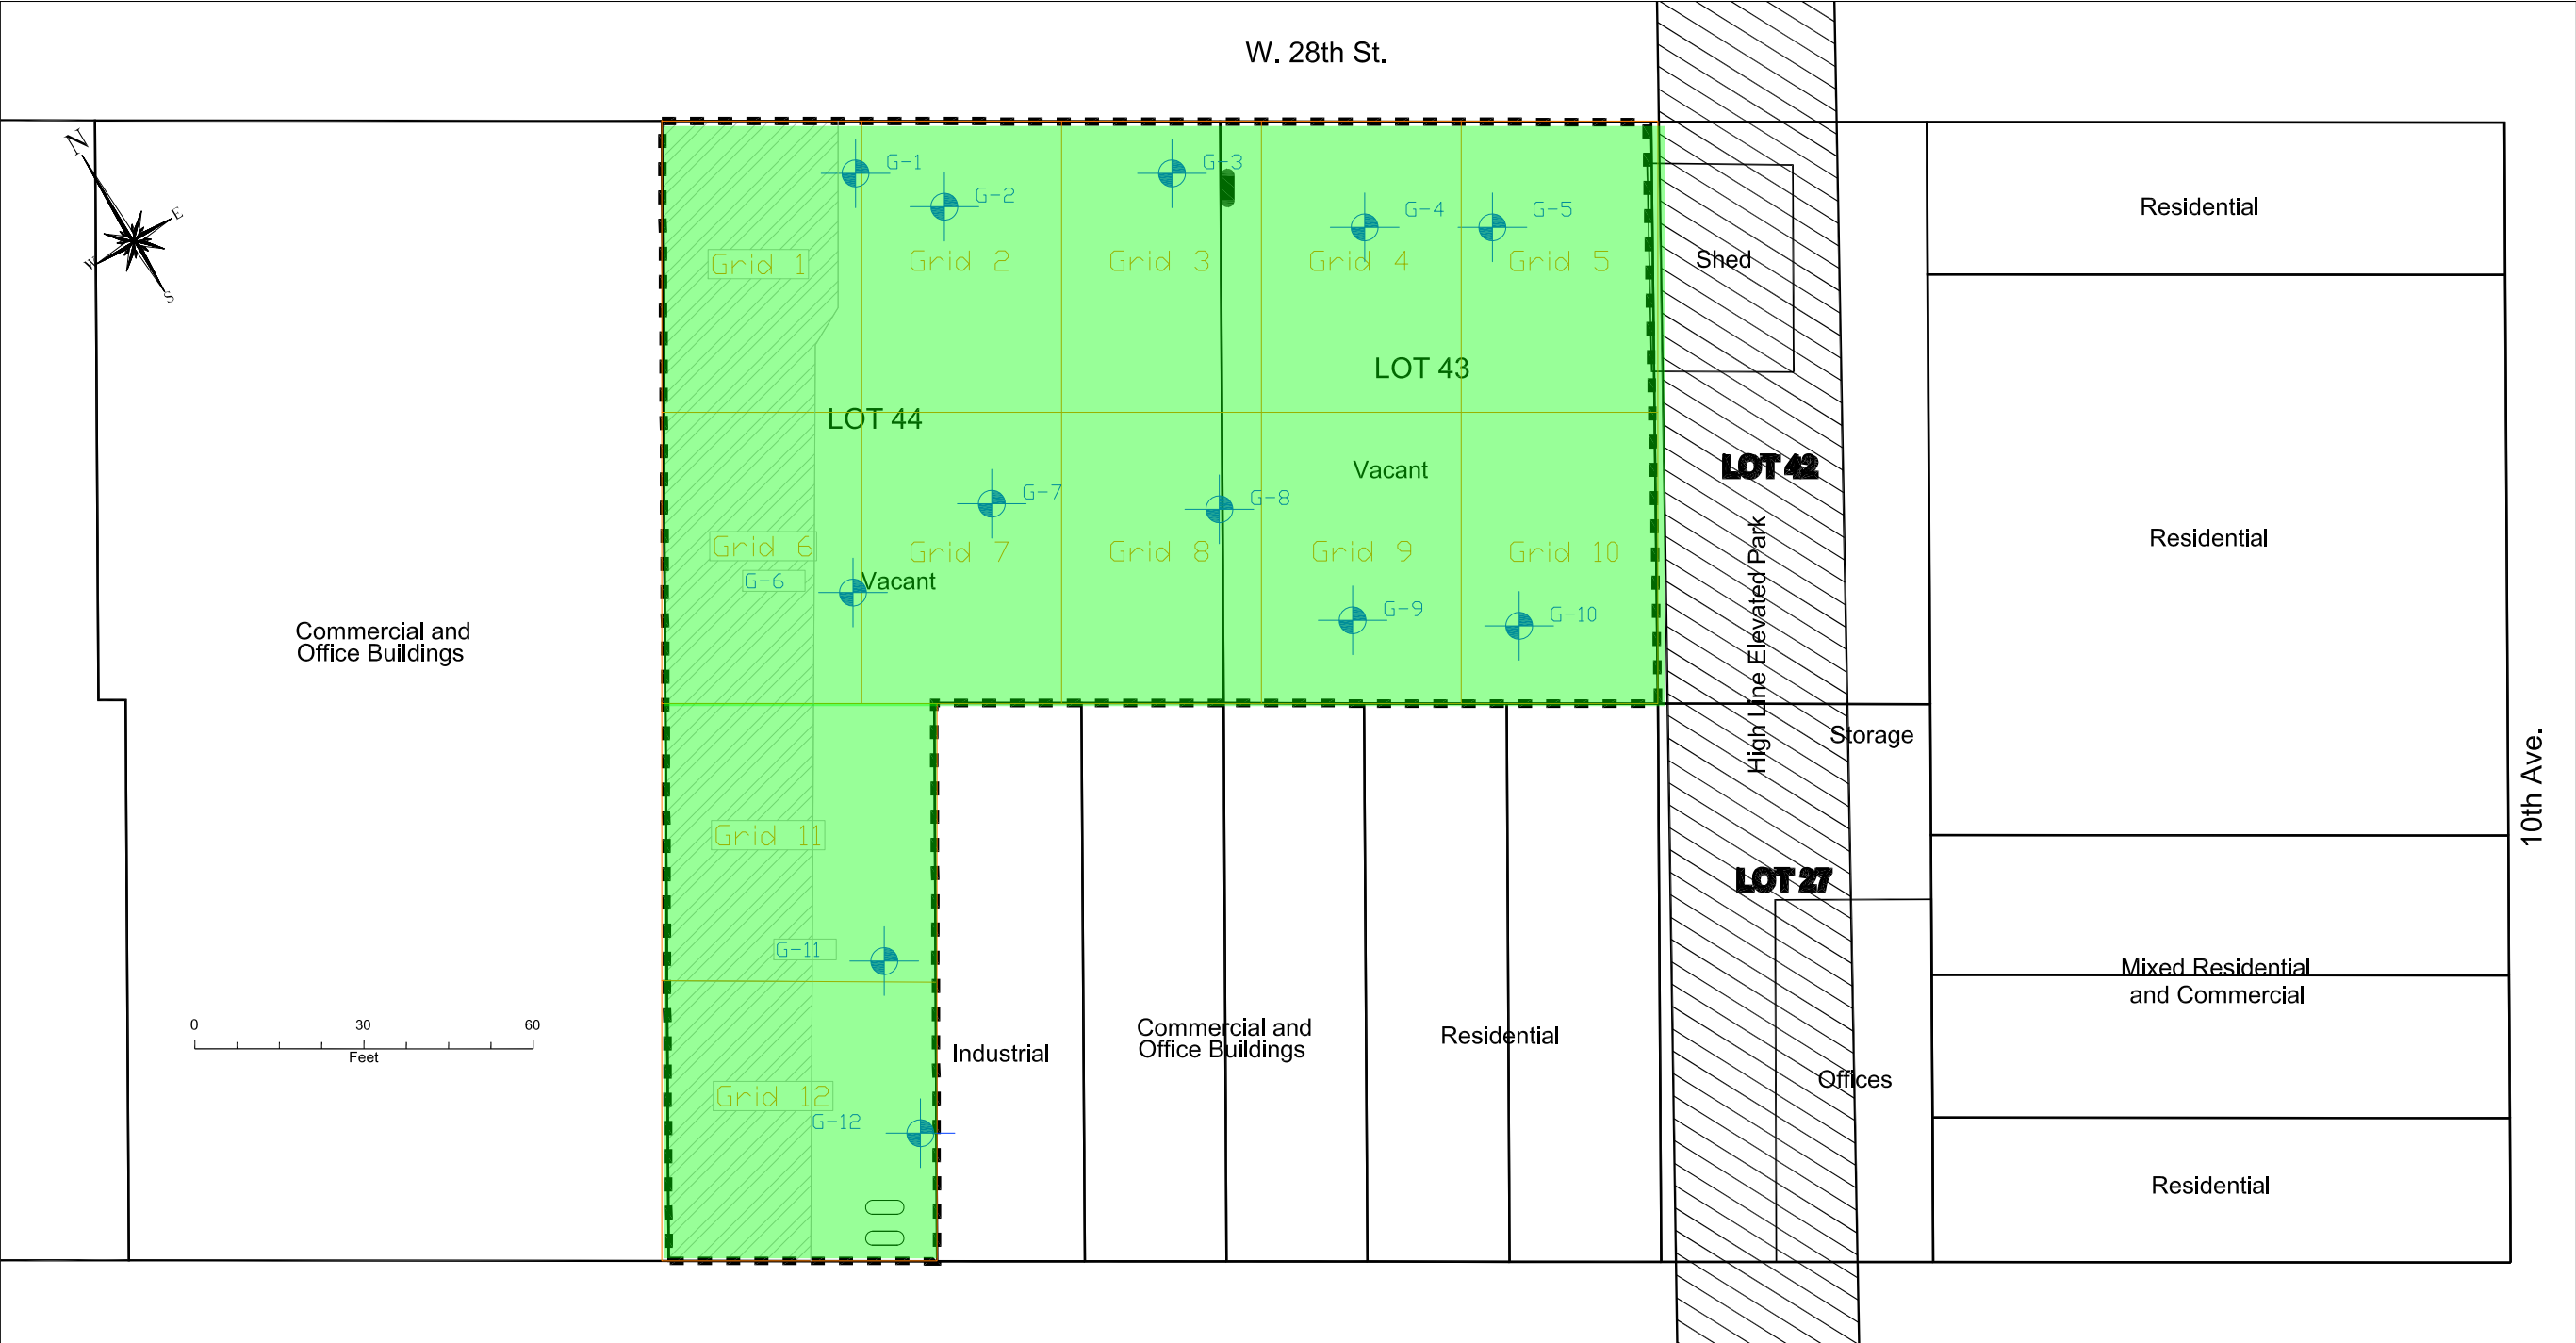 W. 28th St.
N
E
W
S
G-1
G-2
G-3
G-4
G-5
Grid 1
Grid 2
Grid 3
Grid 4
Grid 5
Shed
Residential
LOT 43
LOT 44
Vacant
LOT 42
G-7
G-8
Grid 6
Grid 7
Grid 8
Grid 9
Grid 10
G-6
Vacant
G-9
G-10
High Line Elevated Park
Residential
Commercial and
Office Buildings
Storage
10th Ave.
Grid 11
LOT 27
G-11
Mixed Residential
and Commercial
0 30 60
Feet
Industrial
Commercial and
Office Buildings
Residential
Offices
Grid 12
G-12
Residential